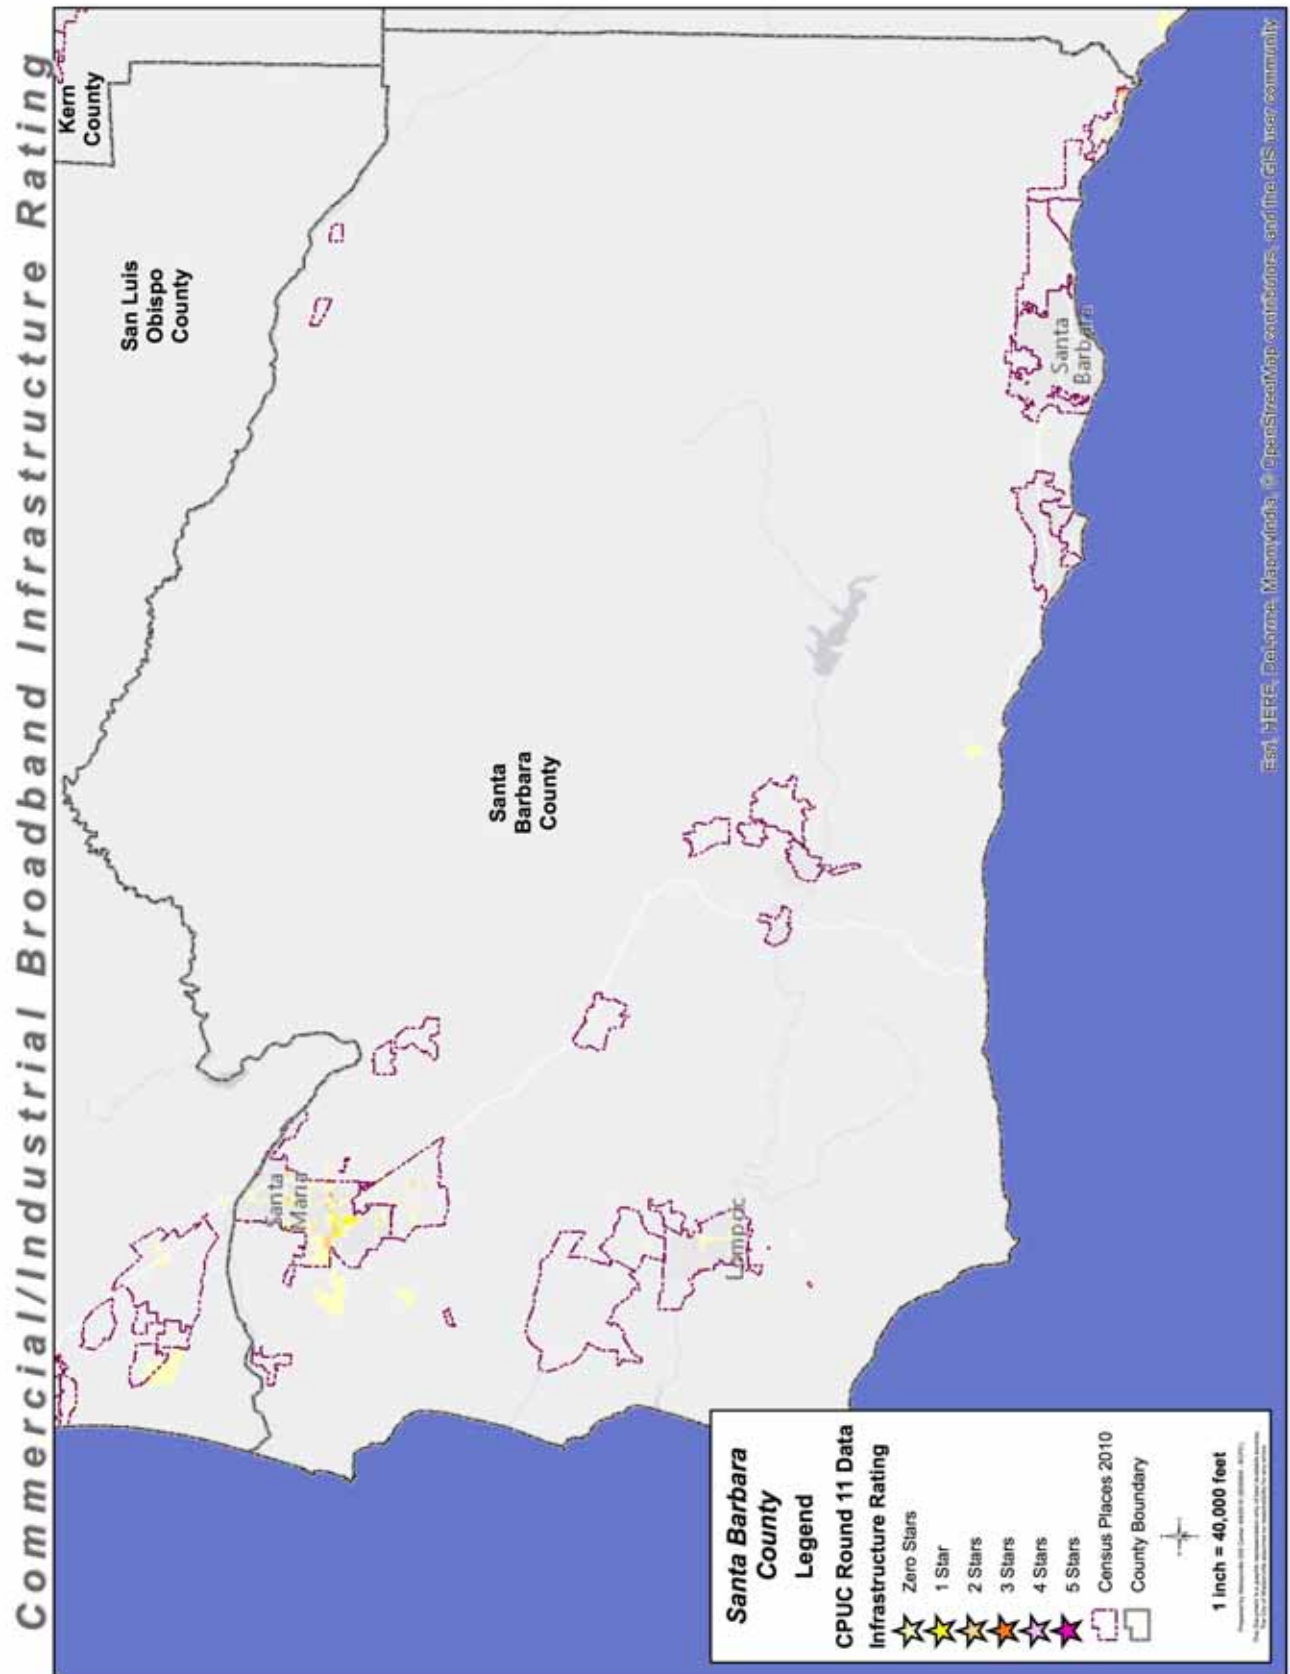 Commercial/Industrial Broadband Infrastructure Rating
Kern
County
San Luis
Obispo
County
Santa
Barbara
County
Santa
Maria
Lompoc
Santa
Barbara
Santa Barbara
County
Legend
CPUC Round 11 Data
Infrastructure Rating
Zero Stars
1 Star
2 Stars
3 Stars
4 Stars
5 Stars
Census Places 2010
County Boundary
1 inch = 40,000 feet
Esri, HERE, DeLorme, MapmyIndia, © OpenStreetMap contributors, and the GIS user community